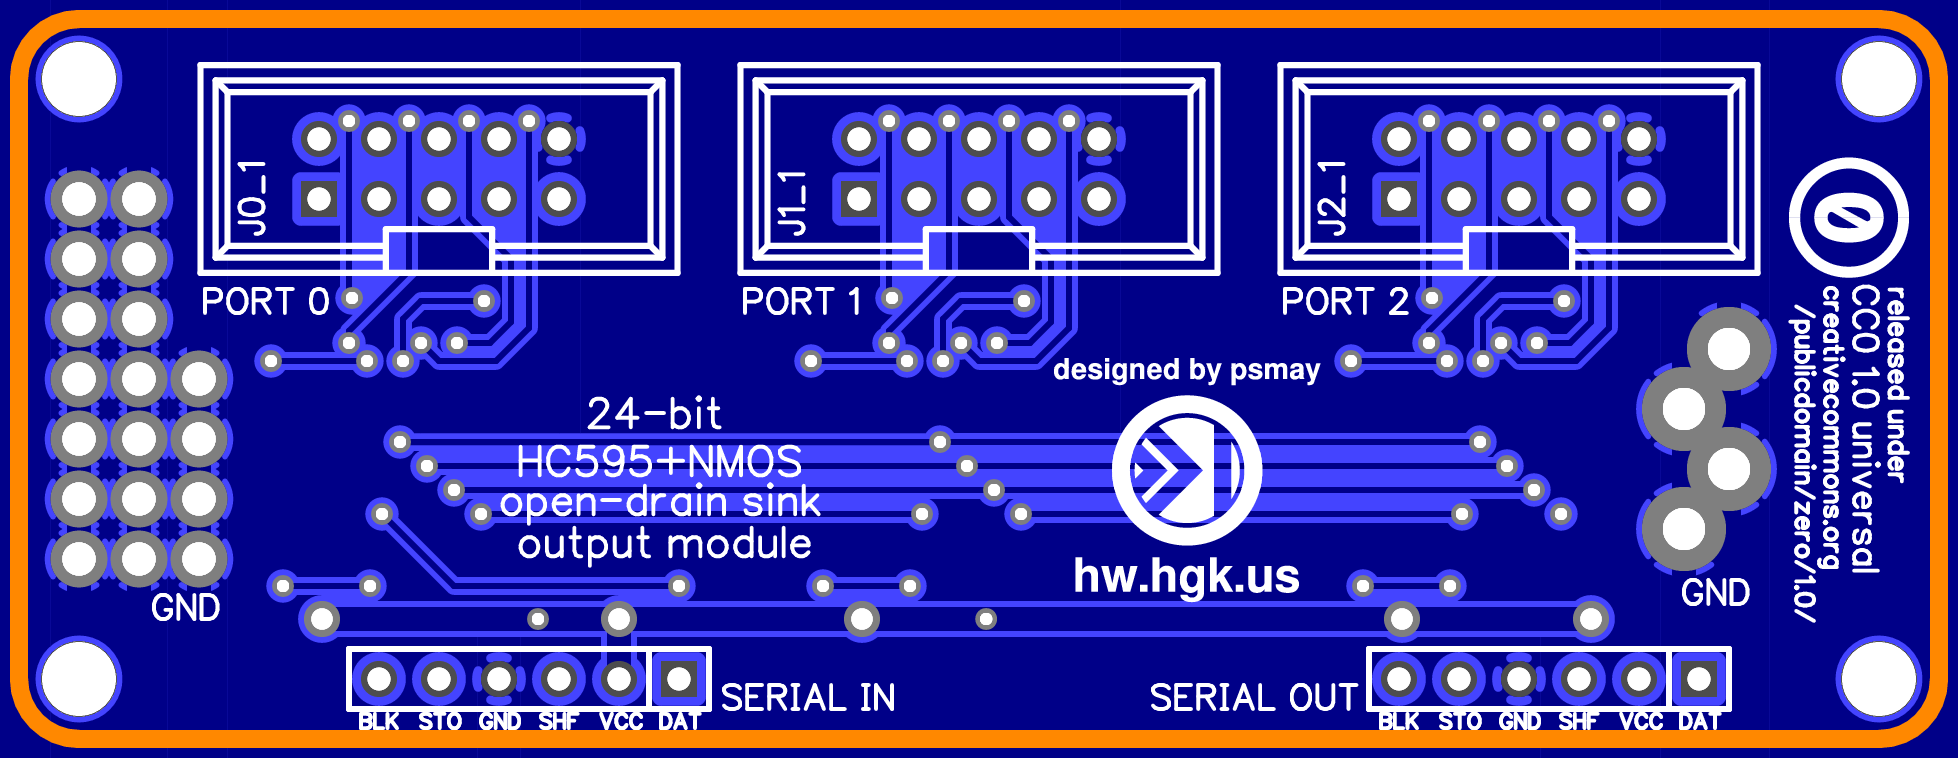 J0_1
J1_1
J2_1
PORT 0
PORT 1
PORT 2
released under
CC0 1.0 universal
creativecommons.org
/publicdomain/zero/1.0/
designed by psmay
24-bit
HC595+NMOS
open-drain sink
output module
hw.hgk.us
GND
GND
SERIAL IN
SERIAL OUT
BLK STO GND SHF VCC DAT
BLK STO GND SHF VCC DAT